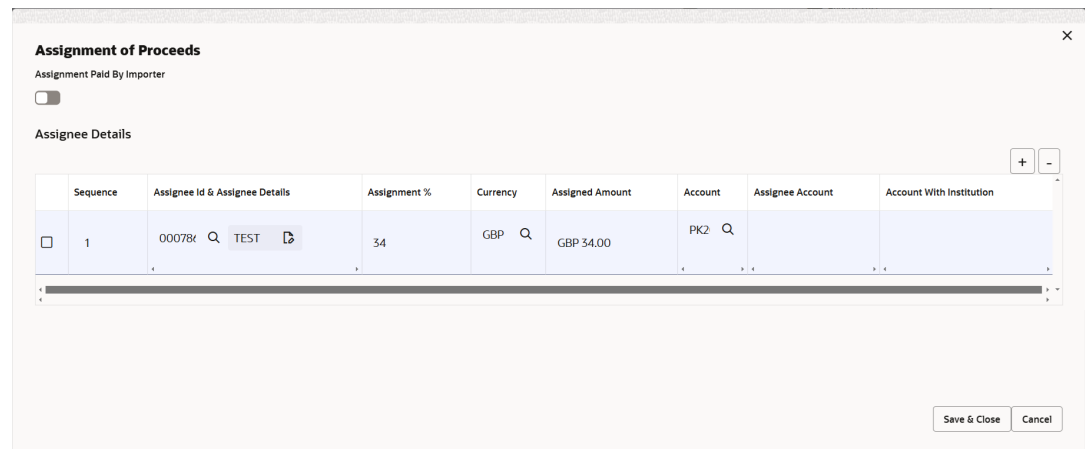 Assignment of Proceeds
Assignment Paid By Importer
Assignee Details
+ -
Sequence Assignee Id & Assignee Details Assignment % Currency Assigned Amount Account Assignee Account Account With Institution
1 TEST 34 GBP GBP 34.00
Save & Close Cancel